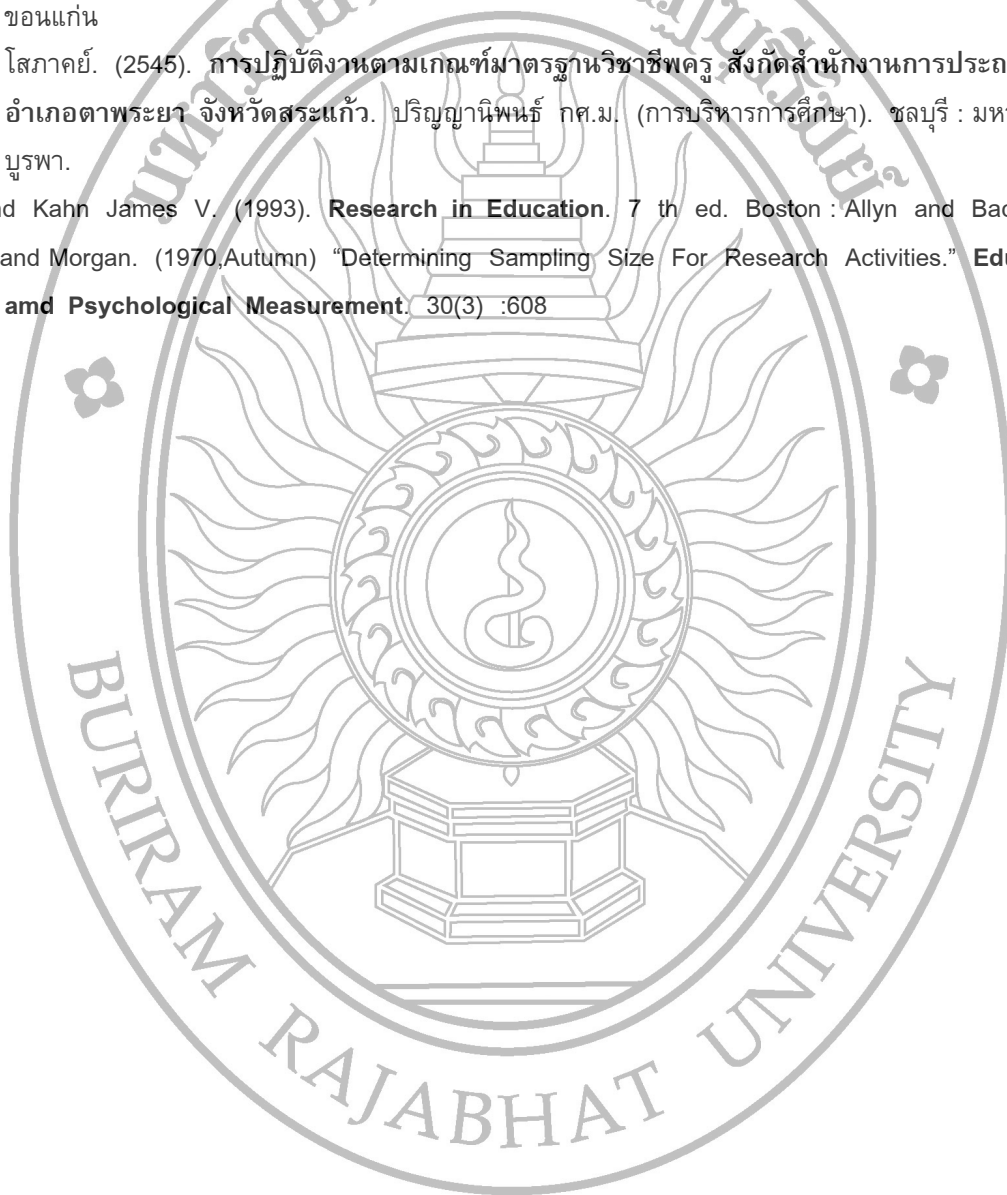 ขอนแก่น
โสภาคย์. (2545). การปฏิบัติงานตามเกณฑ์มาตรฐานวิชาชีพครู สังกัดสำนักงานการประถ
อำเภอตาพระยา จังหวัดสระแก้ว. ปริญญานิพนธ์ กศ.ม. (การบริหารการศึกษา). ชลบุรี : มห
บูรพา.
d Kahn James V. (1993). Research in Education. 7 th ed. Boston : Allyn and Bac
and Morgan. (1970,Autumn) “Determining Sampling Size For Research Activities.” Edu
amd Psychological Measurement. 30(3) :608
BURIRAM RAJABHAT UNIVERSITY